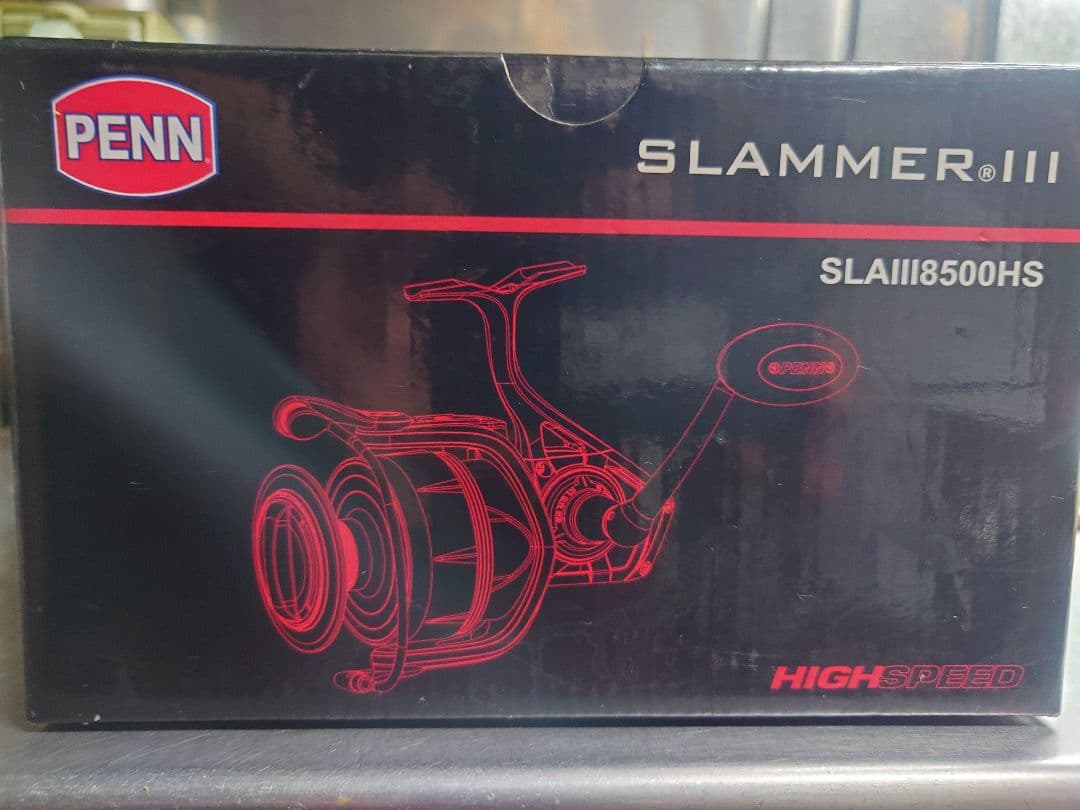 PENN®
SLAMMER®III
SLAIII8500HS
PENN
HIGHSPEED